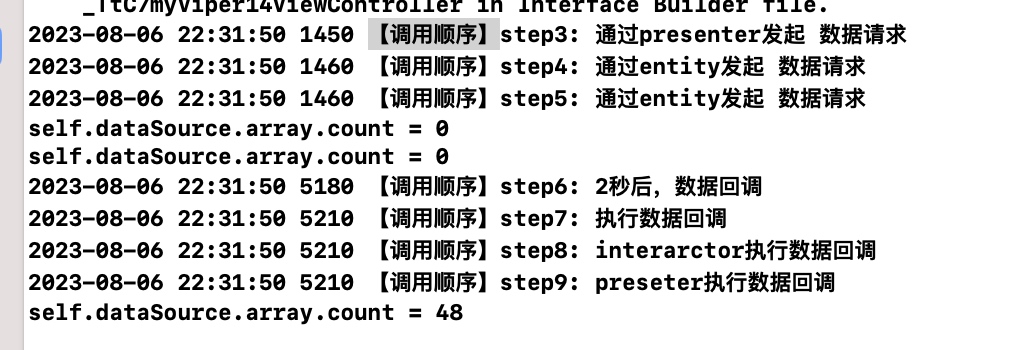 _TtC7myViper14ViewController in Interface Builder file.
2023-08-06 22:31:50 1450 【调用顺序】step3: 通过presenter发起 数据请求
2023-08-06 22:31:50 1460 【调用顺序】step4: 通过entity发起 数据请求
2023-08-06 22:31:50 1460 【调用顺序】step5: 通过entity发起 数据请求
self.dataSource.array.count = 0
self.dataSource.array.count = 0
2023-08-06 22:31:50 5180 【调用顺序】step6: 2秒后，数据回调
2023-08-06 22:31:50 5210 【调用顺序】step7: 执行数据回调
2023-08-06 22:31:50 5210 【调用顺序】step8: interarctor执行数据回调
2023-08-06 22:31:50 5210 【调用顺序】step9: preseter执行数据回调
self.dataSource.array.count = 48